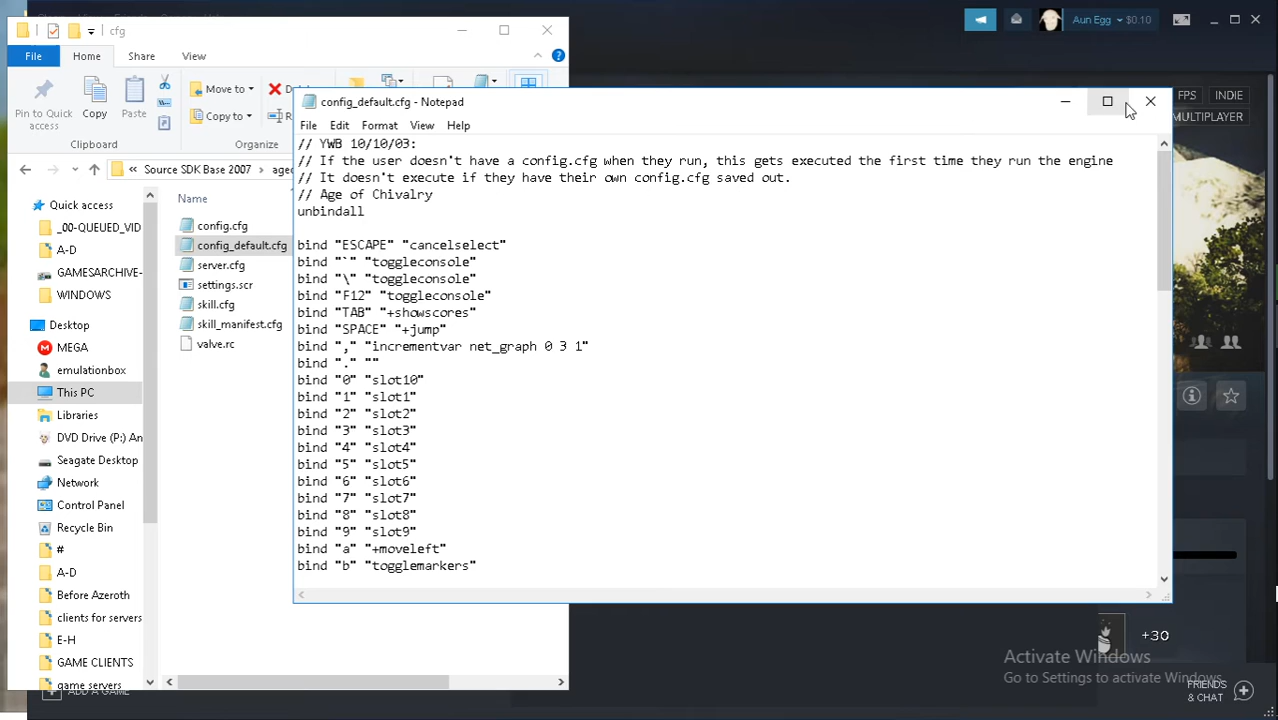 cfg
Aun Egg $0.10
File Home Share View
Pin to Quick access
Copy
Move to
Copy to
Clipboard
Organize
Source SDK Base 2007
Quick access
_00-QUEUED_VID
A-D
GAMESARCHIVE-
WINDOWS
Desktop
MEGA
emulationbox
This PC
Libraries
DVD Drive (P:) An
Seagate Desktop
Network
Control Panel
Recycle Bin
#
A-D
Before Azeroth
clients for servers
E-H
GAME CLIENTS
game servers
Name
config.cfg
config_default.cfg
server.cfg
settings.scr
skill.cfg
skill_manifest.cfg
valve.rc
config_default.cfg - Notepad
File Edit Format View Help
// YWB 10/10/03:
// If the user doesn't have a config.cfg when they run, this gets executed the first time they run the engine
// It doesn't execute if they have their own config.cfg saved out.
// Age of Chivalry
unbindall
bind "ESCAPE" "cancelselect"
bind "`" "toggleconsole"
bind "\" "toggleconsole"
bind "F12" "toggleconsole"
bind "TAB" "+showscores"
bind "SPACE" "+jump"
bind "," "incrementvar net_graph 0 3 1"
bind "." ""
bind "0" "slot10"
bind "1" "slot1"
bind "2" "slot2"
bind "3" "slot3"
bind "4" "slot4"
bind "5" "slot5"
bind "6" "slot6"
bind "7" "slot7"
bind "8" "slot8"
bind "9" "slot9"
bind "a" "+moveleft"
bind "b" "togglemarkers"
FPS INDIE
MULTIPLAYER
+30
Activate Windows
Go to Settings to activate Windows.
FRIENDS & CHAT
ADD A GAME